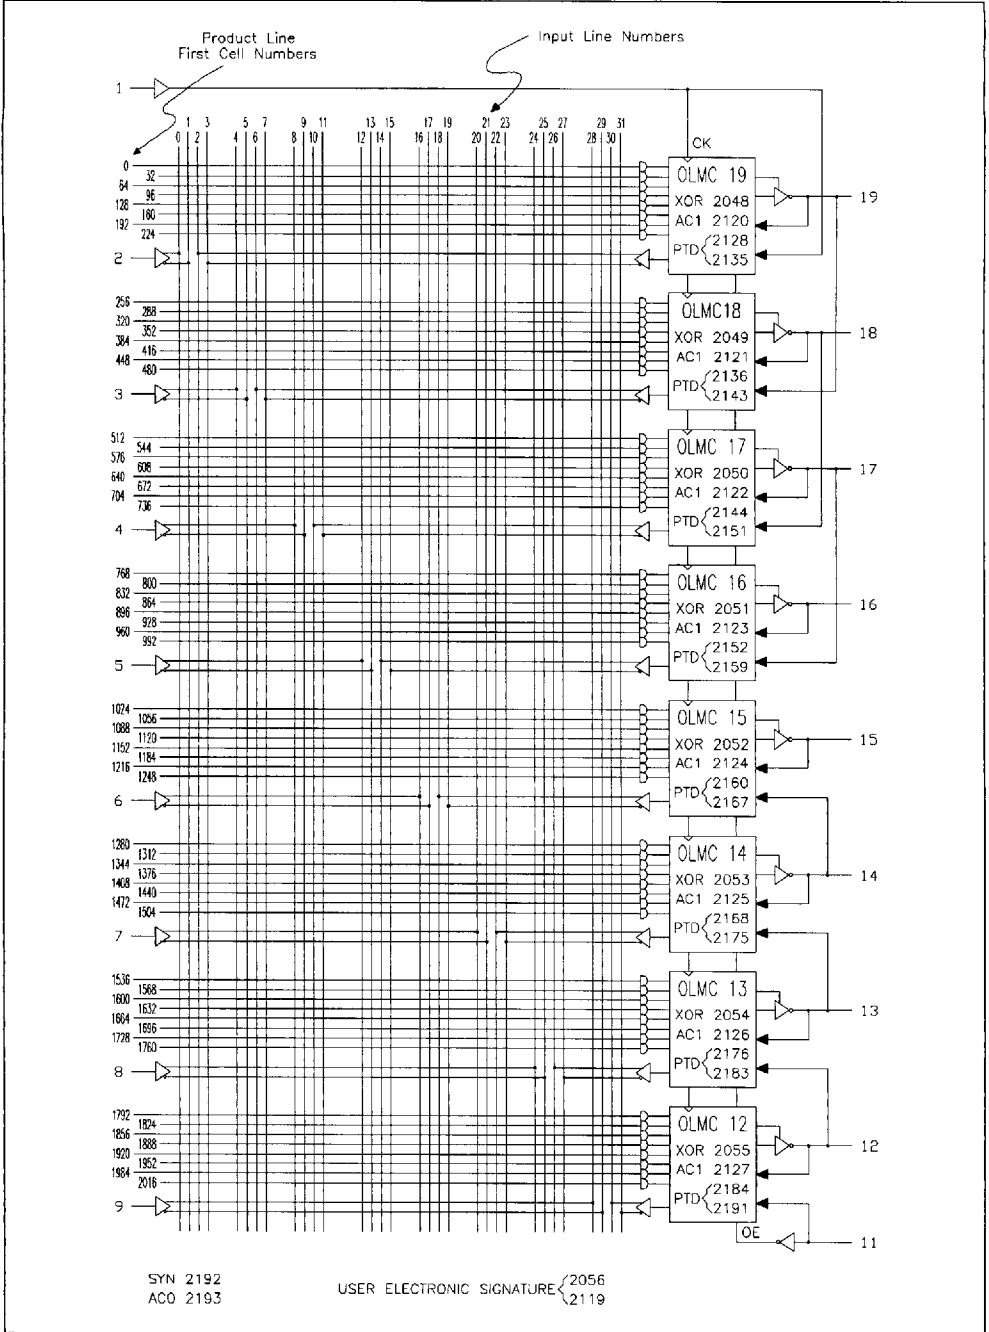 Product Line
First Cell Numbers
Input Line Numbers
1
1 3 5 7 9 11 13 15 17 19 21 23 25 27 29 31
0 2 4 6 8 10 12 14 16 18 20 22 24 26 28 30
CK
0
32
64
96
128
160
192
224
OLMC 19
XOR 2048
AC1 2120
PTD 2128
2135
19
2
256
288
320
352
384
416
448
480
OLMC18
XOR 2049
AC1 2121
PTD 2136
2143
18
3
512
544
576
608
640
672
704
736
OLMC 17
XOR 2050
AC1 2122
PTD 2144
2151
17
4
768
800
832
864
896
928
960
992
OLMC 16
XOR 2051
AC1 2123
PTD 2152
2159
16
5
1024
1056
1088
1120
1152
1184
1216
1248
OLMC 15
XOR 2052
AC1 2124
PTD 2160
2167
15
6
1280
1312
1344
1376
1408
1440
1472
1504
OLMC 14
XOR 2053
AC1 2125
PTD 2168
2175
14
7
1536
1568
1600
1632
1664
1696
1728
1760
OLMC 13
XOR 2054
AC1 2126
PTD 2176
2183
13
8
1792
1824
1856
1888
1920
1952
1984
2016
OLMC 12
XOR 2055
AC1 2127
PTD 2184
2191
12
9
OE
11
SYN 2192
AC0 2193
USER ELECTRONIC SIGNATURE 2056
2119